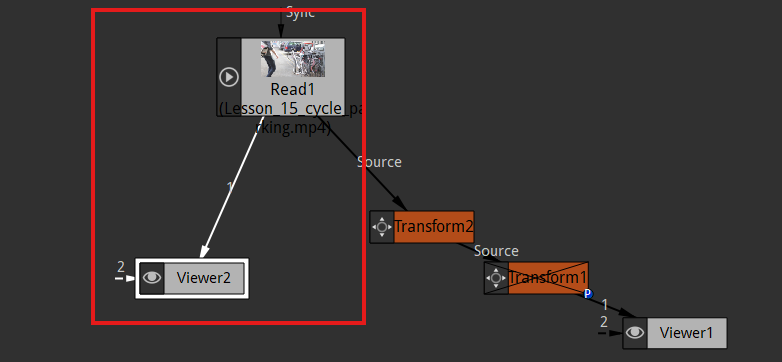 Sync
Read1
(Lesson_15_cycle_pa
rking.mp4)
Source
1
Transform2
Source
2
Viewer2
Transform1
P
1
2
Viewer1